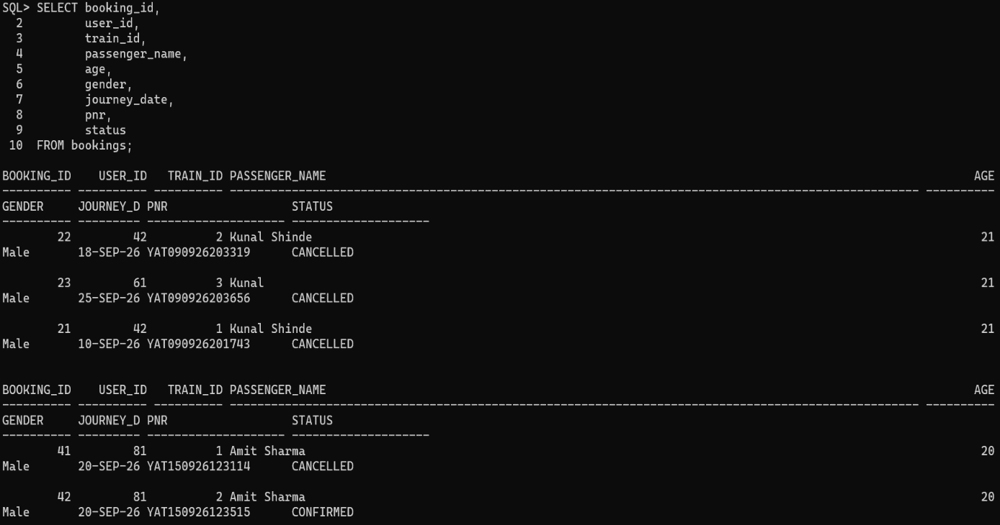 SQL> SELECT booking_id,
  2         user_id,
  3         train_id,
  4         passenger_name,
  5         age,
  6         gender,
  7         journey_date,
  8         pnr,
  9         status
 10  FROM bookings;

BOOKING_ID    USER_ID   TRAIN_ID PASSENGER_NAME                                                                                              AGE
---------- ---------- ---------- ---------------------------------------------------------------------------------------------------- ----------
GENDER     JOURNEY_D PNR                  STATUS
---------- --------- -------------------- --------------------
        22         42          2 Kunal Shinde                                                                                                 21
Male       18-SEP-26 YAT090926203319      CANCELLED

        23         61          3 Kunal                                                                                                        21
Male       25-SEP-26 YAT090926203656      CANCELLED

        21         42          1 Kunal Shinde                                                                                                 21
Male       10-SEP-26 YAT090926201743      CANCELLED


BOOKING_ID    USER_ID   TRAIN_ID PASSENGER_NAME                                                                                              AGE
---------- ---------- ---------- ---------------------------------------------------------------------------------------------------- ----------
GENDER     JOURNEY_D PNR                  STATUS
---------- --------- -------------------- --------------------
        41         81          1 Amit Sharma                                                                                                  20
Male       20-SEP-26 YAT150926123114      CANCELLED

        42         81          2 Amit Sharma                                                                                                  20
Male       20-SEP-26 YAT150926123515      CONFIRMED